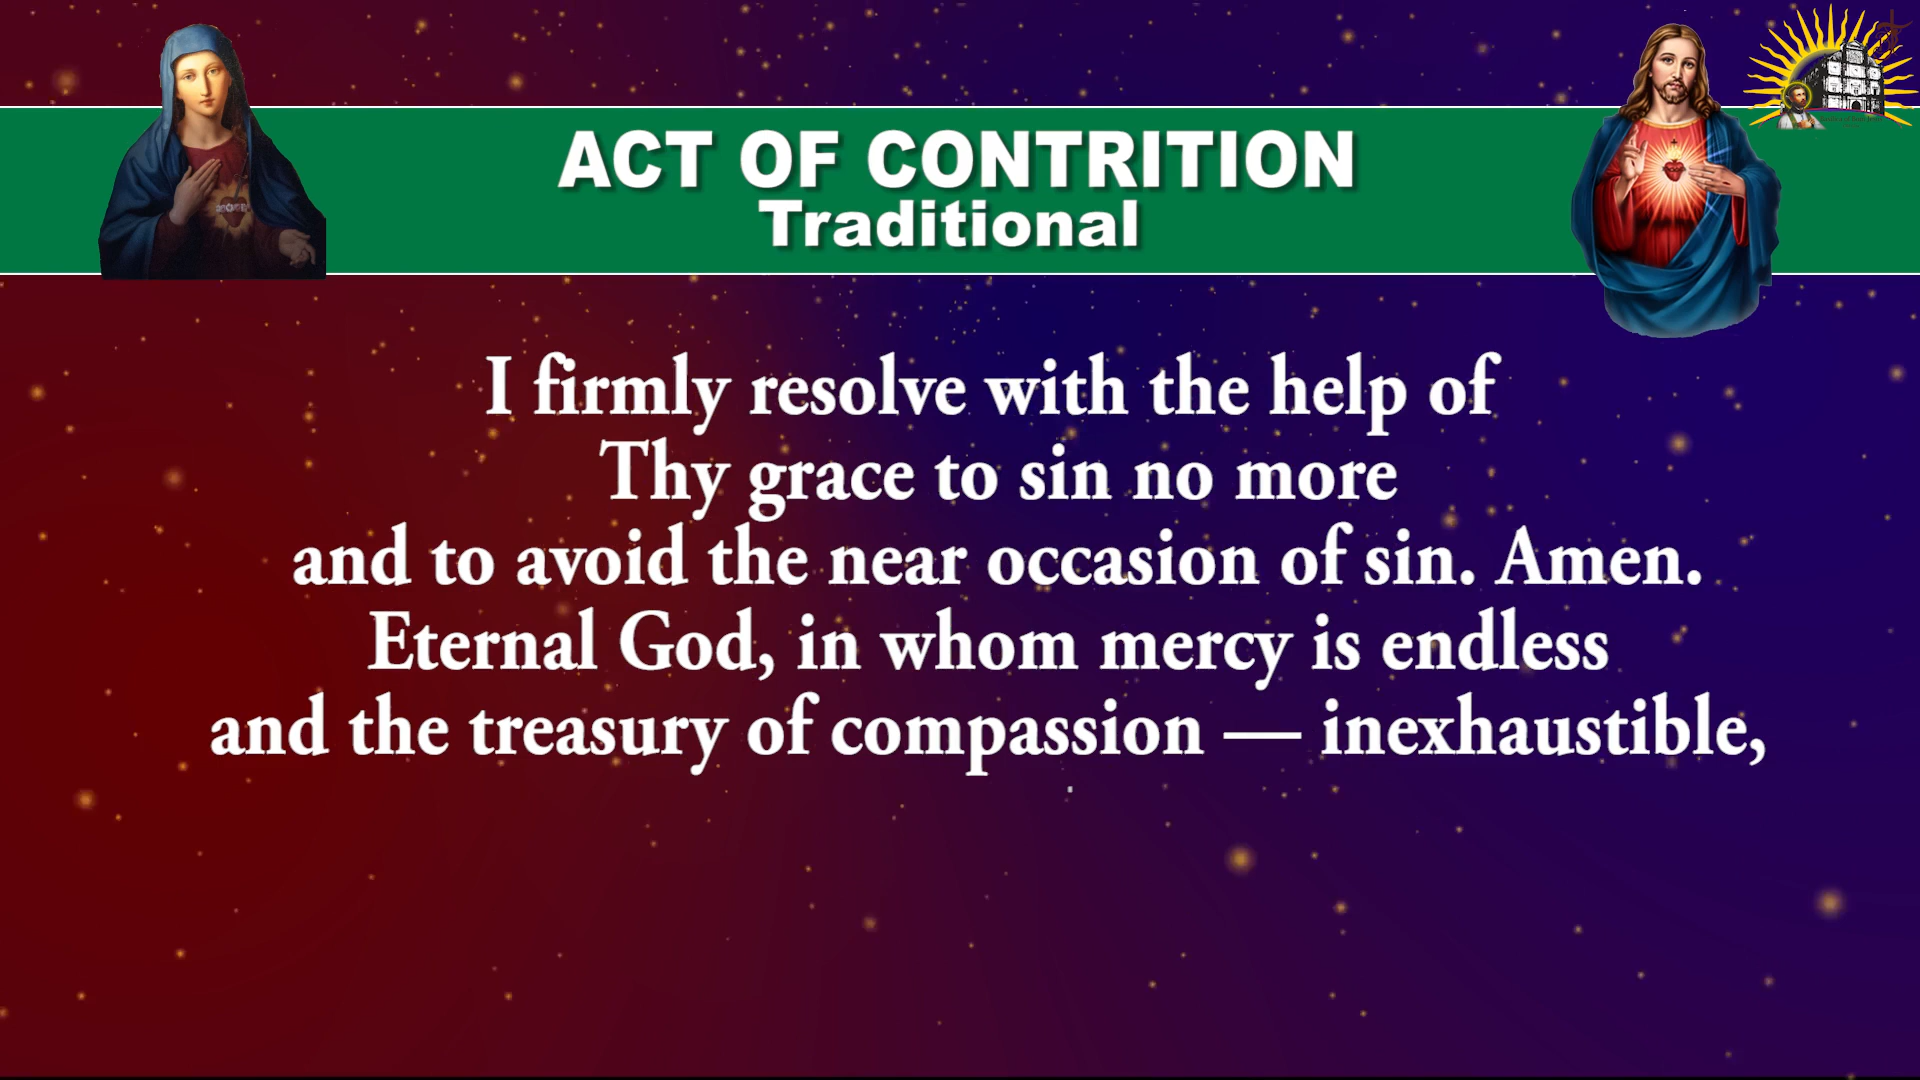 ACT OF CONTRITION
Traditional
I firmly resolve with the help of
Thy grace to sin no more
and to avoid the near occasion of sin. Amen.
Eternal God, in whom mercy is endless
and the treasury of compassion — inexhaustible,